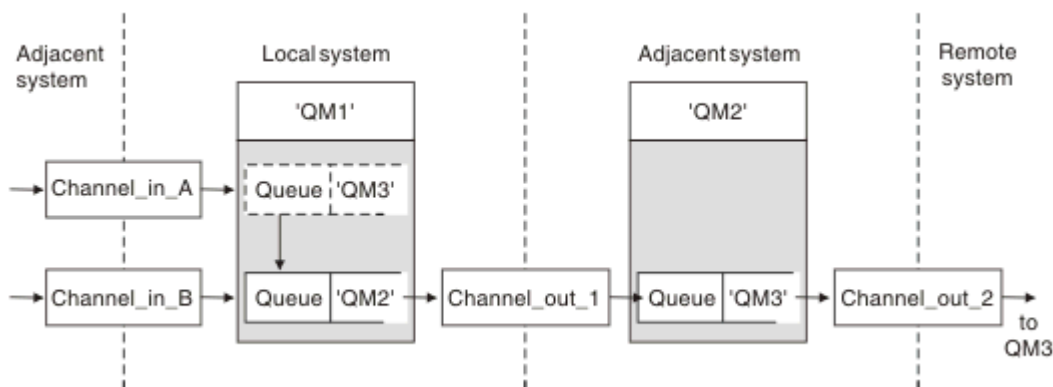 Adjacent
system
Local system
Adjacent system
Remote
system
'QM1'
'QM2'
Channel_in_A
Queue 'QM3'
Channel_in_B
Queue 'QM2'
Channel_out_1
Queue 'QM3'
Channel_out_2
to
QM3